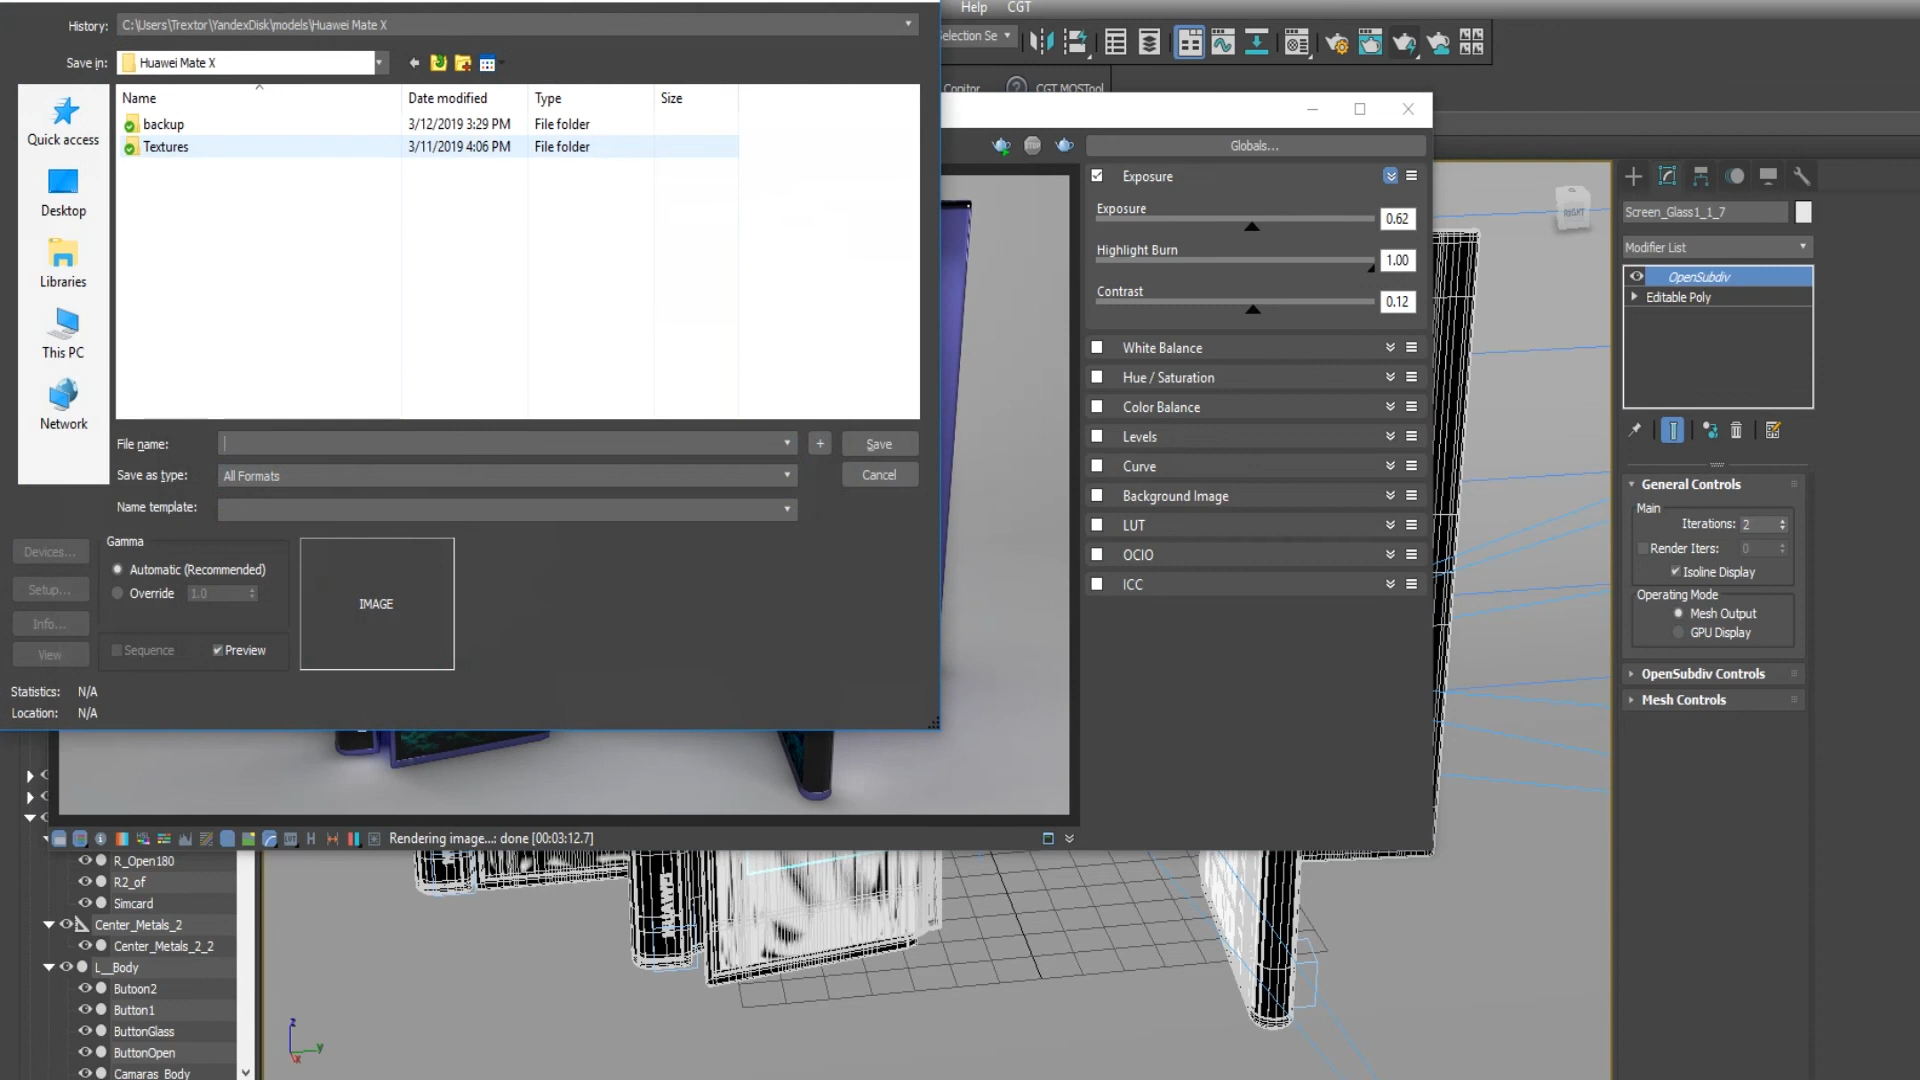 Help CGT
History: C:\Users\Trextor\YandexDisk\models\Huawei Mate X
election Se
Save in: Huawei Mate X
CGT MOSTool
Name Date modified Type Size
backup 3/12/2019 3:29 PM File folder
Textures 3/11/2019 4:06 PM File folder
Quick access
Desktop
Libraries
This PC
Network
File name: + Save
Save as type: All Formats Cancel
Name template:
Devices...
Setup...
Info...
View
Gamma
Automatic (Recommended)
Override 1.0
Sequence Preview
IMAGE
Statistics: N/A
Location: N/A
STOP
Globals...
Exposure
Exposure 0.62
Highlight Burn 1.00
Contrast 0.12
White Balance
Hue / Saturation
Color Balance
Levels
Curve
Background Image
LUT
OCIO
ICC
Rendering image...: done [00:03:12.7]
RIGHT
Screen_Glass1_1_7
Modifier List
OpenSubdiv
Editable Poly
General Controls
Main
Iterations: 2
Render Iters: 0
Isoline Display
Operating Mode
Mesh Output
GPU Display
OpenSubdiv Controls
Mesh Controls
R_Open180
R2_of
Simcard
Center_Metals_2
Center_Metals_2_2
L__Body
Butoon2
Button1
ButtonGlass
ButtonOpen
Camaras_Body
z
y
x